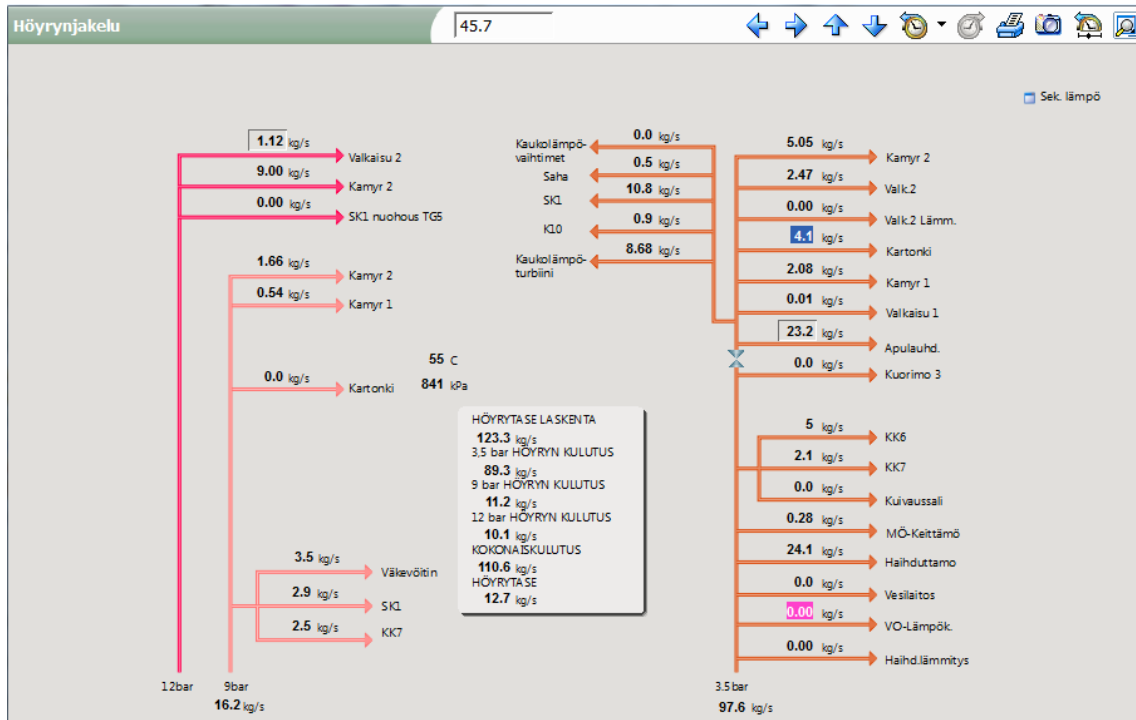 Höyrynjakelu
45.7
Sek. lämpö
1.12 kg/s
Valkaisu 2
9.00 kg/s
Kamyr 2
0.00 kg/s
SK1 nuohous TG5
1.66 kg/s
Kamyr 2
0.54 kg/s
Kamyr 1
0.0 kg/s
Kartonki
55 C
841 kPa
3.5 kg/s
Väkevöitin
2.9 kg/s
SK1
2.5 kg/s
KK7
12bar
9bar
16.2 kg/s
HÖYRYTASE LASKENTA
123.3 kg/s
3,5 bar HÖYRYN KULUTUS
89.3 kg/s
9 bar HÖYRYN KULUTUS
11.2 kg/s
12 bar HÖYRYN KULUTUS
10.1 kg/s
KOKONAISKULUTUS
110.6 kg/s
HÖYRYTASE
12.7 kg/s
0.0 kg/s
Kaukolämpö-
vaihtimet
0.5 kg/s
Saha
10.8 kg/s
SK1
0.9 kg/s
K10
8.68 kg/s
Kaukolämpö-
turbiini
5.05 kg/s
Kamyr 2
2.47 kg/s
Valk.2
0.00 kg/s
Valk.2 Lämm.
4.1 kg/s
Kartonki
2.08 kg/s
Kamyr 1
0.01 kg/s
Valkaisu 1
23.2 kg/s
Apulauhd.
0.0 kg/s
Kuorimo 3
5 kg/s
KK6
2.1 kg/s
KK7
0.0 kg/s
Kuivaussali
0.28 kg/s
MÖ-Keittämö
24.1 kg/s
Haihduttamo
0.0 kg/s
Vesilaitos
0.00 kg/s
VO-Lämpök.
0.00 kg/s
Haihd.lämmitys
3.5bar
97.6 kg/s